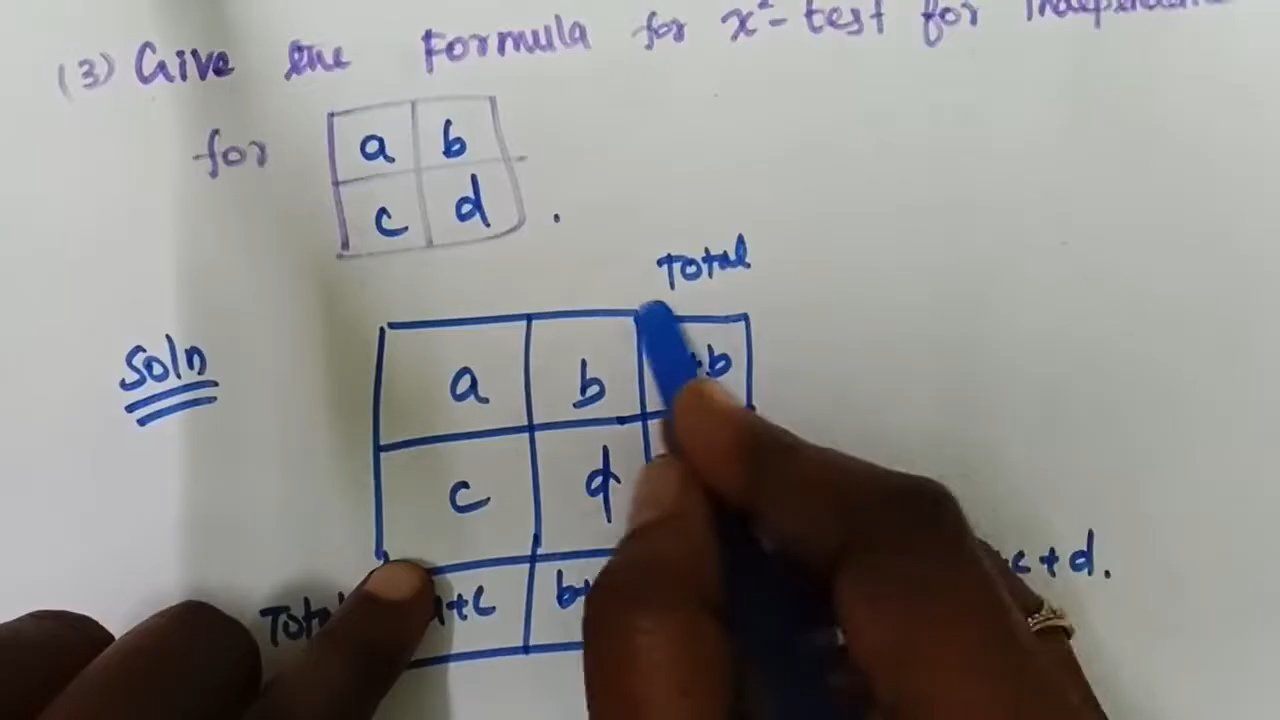 (3) Give the Formula for x²-test for
for
a b
c d .
Total
Soln
a b +b
c d
+c
c+d.